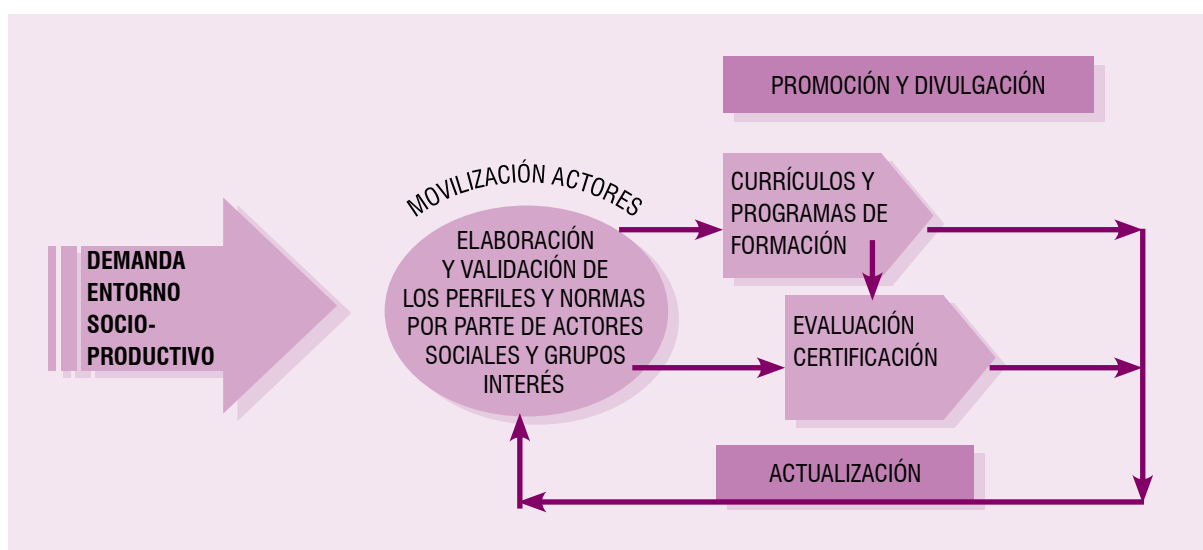 PROMOCIÓN Y DIVULGACIÓN
DEMANDA
ENTORNO
SOCIO-
PRODUCTIVO
MOVILIZACIÓN ACTORES
ELABORACIÓN
Y VALIDACIÓN DE
LOS PERFILES Y NORMAS
POR PARTE DE ACTORES
SOCIALES Y GRUPOS
INTERÉS
CURRÍCULOS Y
PROGRAMAS DE
FORMACIÓN
EVALUACIÓN
CERTIFICACIÓN
ACTUALIZACIÓN